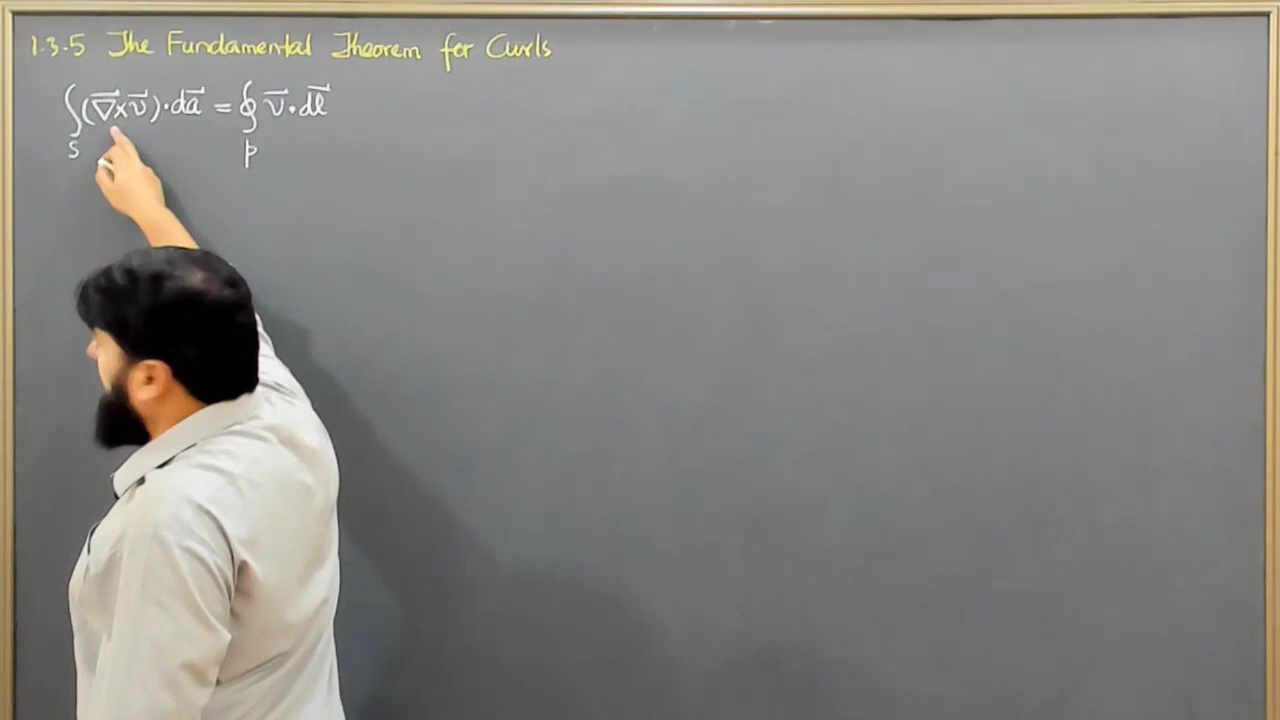 1.3.5 The Fundamental Theorem for Curls
∫(∇⃗×v⃗)·da⃗ = ∮v⃗·dl⃗
S P